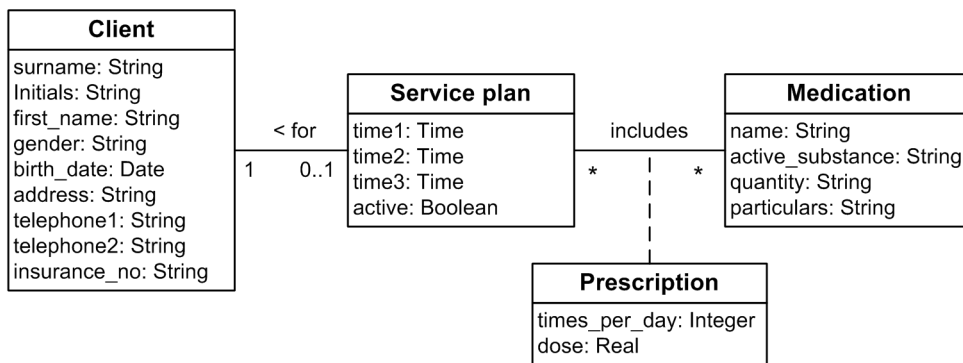 Client
surname: String
Initials: String
first_name: String
gender: String
birth_date: Date
address: String
telephone1: String
telephone2: String
insurance_no: String
< for
1
0..1
Service plan
time1: Time
time2: Time
time3: Time
active: Boolean
includes
*
*
Medication
name: String
active_substance: String
quantity: String
particulars: String
Prescription
times_per_day: Integer
dose: Real